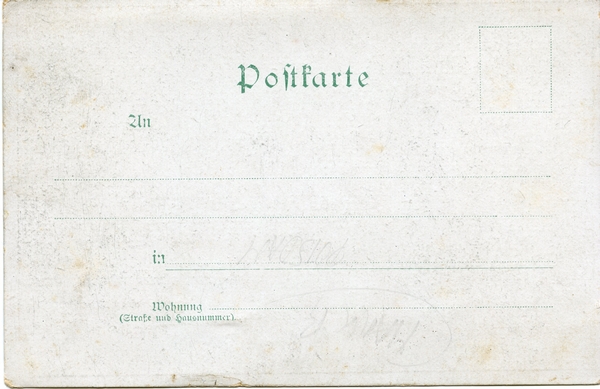 Postkarte
An
in
Wohnung
(Straße und Hausnummer)